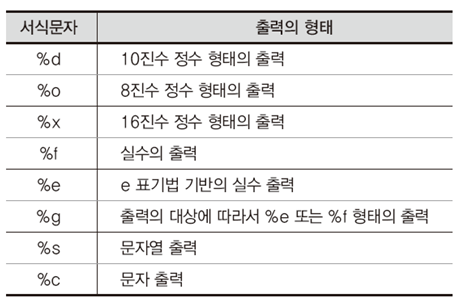 서식문자 출력의 형태
%d 10진수 정수 형태의 출력
%o 8진수 정수 형태의 출력
%x 16진수 정수 형태의 출력
%f 실수의 출력
%e e 표기법 기반의 실수 출력
%g 출력의 대상에 따라서 %e 또는 %f 형태의 출력
%s 문자열 출력
%c 문자 출력